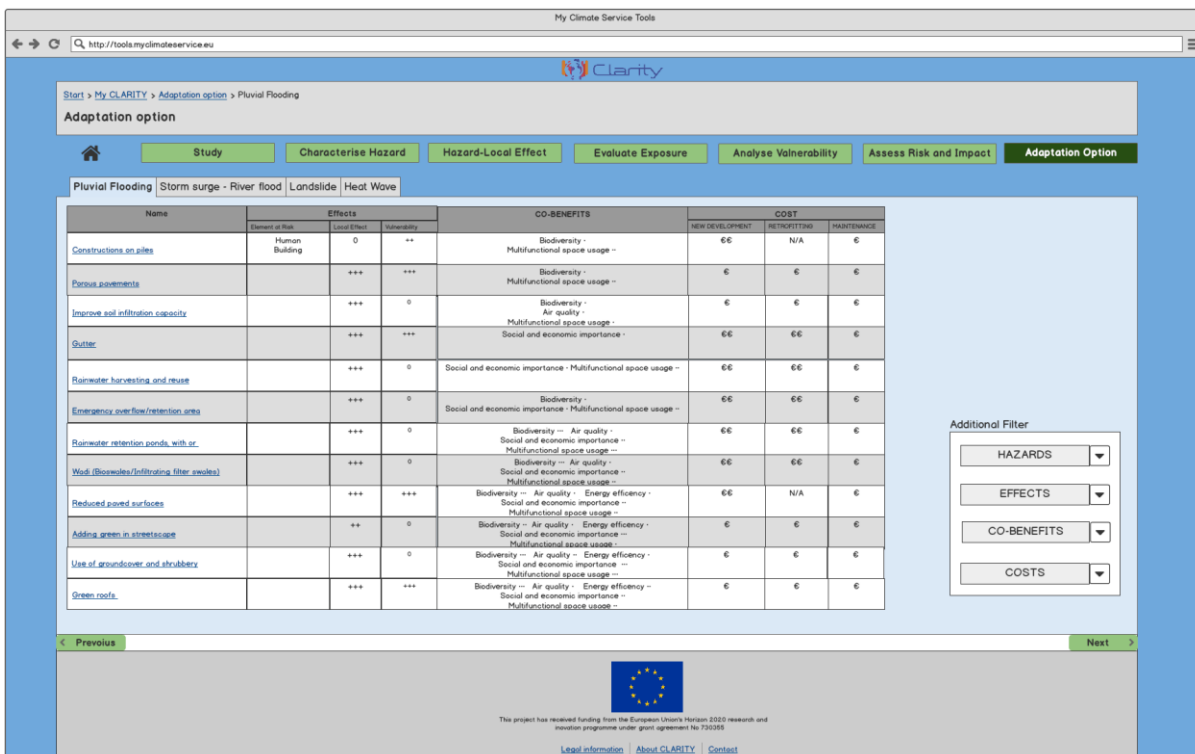 My Climate Service Tools
http://tools.myclimateservice.eu
Clarity
Start > My CLARITY > Adaptation option > Pluvial Flooding
Adaptation option
Study Characterise Hazard Hazard-Local Effect Evaluate Exposure Analyse Valnerability Assess Risk and Impact Adaptation Option
Pluvial Flooding Storm surge - River flood Landslide Heat Wave
Name Effects CO-BENEFITS COST
Element at Risk Local Effect Vulnerability NEW DEVELOPMENT RETROFITTING MAINTENANCE
Constructions on piles Human Building 0 ++ Biodiversity - €€ N/A €
Multifunctional space usage --
Porous pavements +++ +++ Biodiversity - € € €
Multifunctional space usage --
Improve soil infiltration capacity +++ 0 Biodiversity - € € €
Air quality -
Multifunctional space usage -
Gutter +++ +++ Social and economic importance - €€ €€ €
Rainwater harvesting and reuse +++ 0 Social and economic importance - Multifunctional space usage -- €€ €€ €
Emergency overflow/retention area +++ 0 Biodiversity - €€ €€ €
Social and economic importance - Multifunctional space usage --
Rainwater retention ponds, with or +++ 0 Biodiversity --- Air quality - €€ €€ €
Social and economic importance --
Multifunctional space usage ---
Wadi (Bioswales/Infiltrating filter swales) +++ 0 Biodiversity --- Air quality - €€ €€ €
Social and economic importance --
Multifunctional space usage --
Reduced paved surfaces +++ +++ Biodiversity --- Air quality - Energy efficency - €€ N/A €
Social and economic importance --
Multifunctional space usage --
Adding green in streetscape ++ 0 Biodiversity -- Air quality - Energy efficency - € € €
Social and economic importance ---
Multifunctional space usage -
Use of groundcover and shrubbery +++ 0 Biodiversity --- Air quality -- Energy efficency - € € €
Social and economic importance ---
Multifunctional space usage ---
Green roofs +++ +++ Biodiversity --- Air quality - Energy efficency -- € € €
Social and economic importance --
Multifunctional space usage --
Additional Filter
HAZARDS
EFFECTS
CO-BENEFITS
COSTS
< Prevoius Next >
This project has received funding from the European Union's Horizon 2020 research and
inovation programme under grant agreement No 730355
Legal information | About CLARITY | Contact